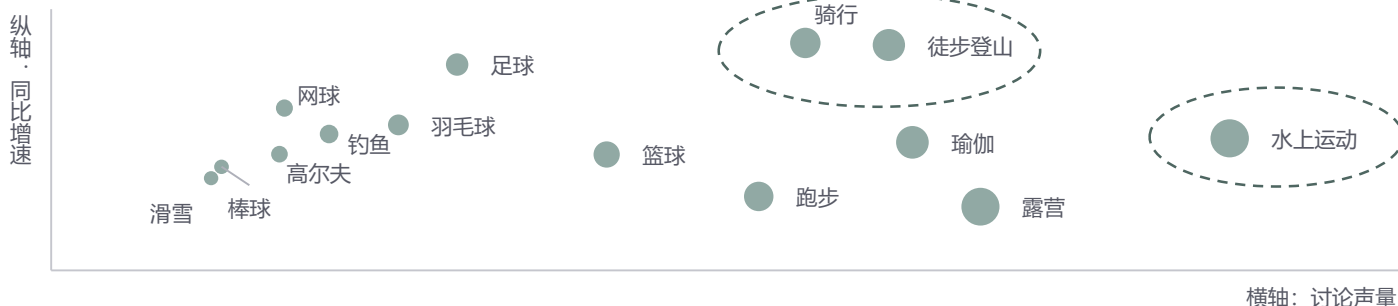 纵轴：同比增速
骑行
徒步登山
足球
网球
羽毛球
钓鱼
水上运动
瑜伽
篮球
高尔夫
跑步
棒球
滑雪
露营
横轴：讨论声量